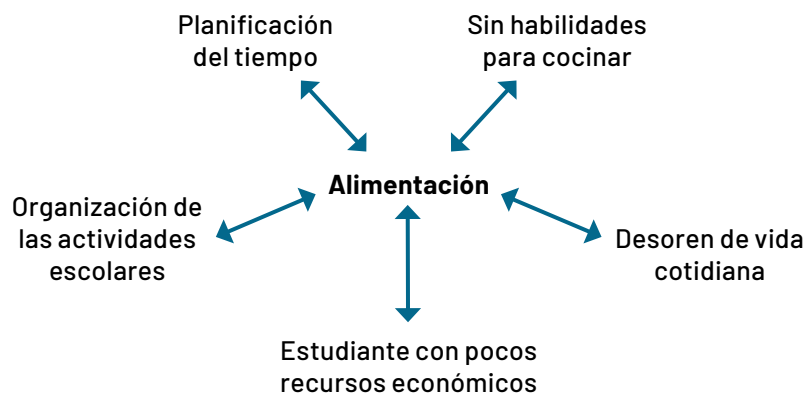 Planificación
del tiempo
Sin habilidades
para cocinar
Alimentación
Organización de
las actividades
escolares
Desoren de vida
cotidiana
Estudiante con pocos
recursos económicos